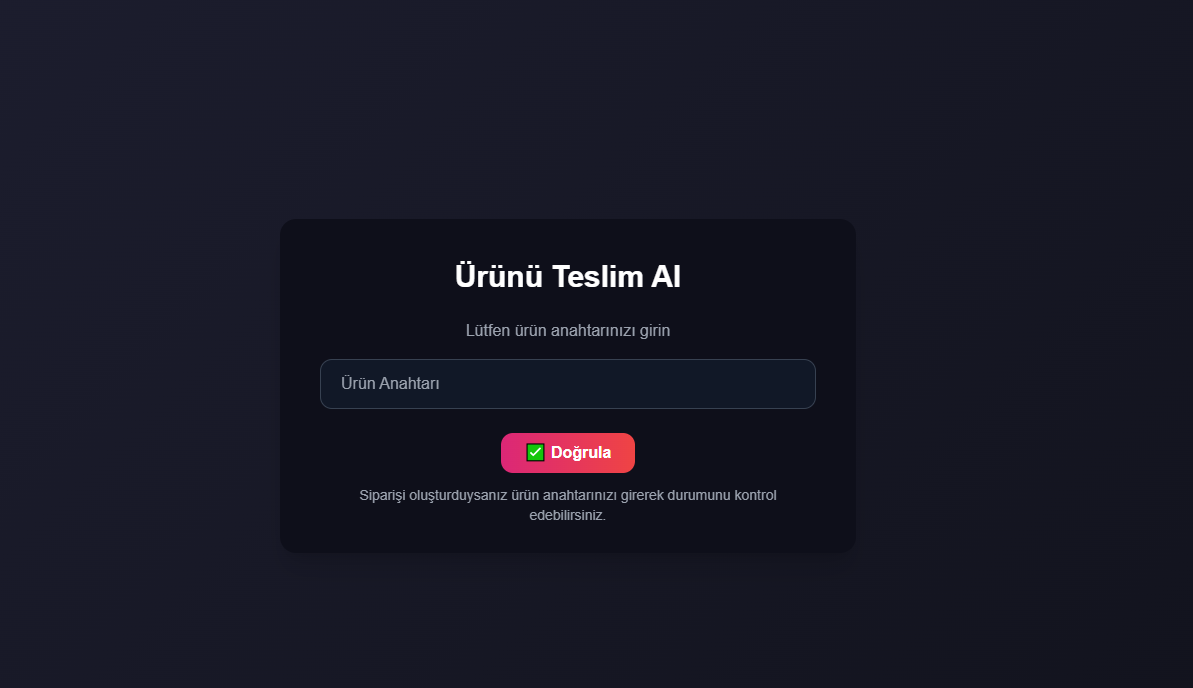 Ürünü Teslim Al
Lütfen ürün anahtarınızı girin
Ürün Anahtarı
✅ Doğrula
Siparişi oluşturduysanız ürün anahtarınızı girerek durumunu kontrol
edebilirsiniz.